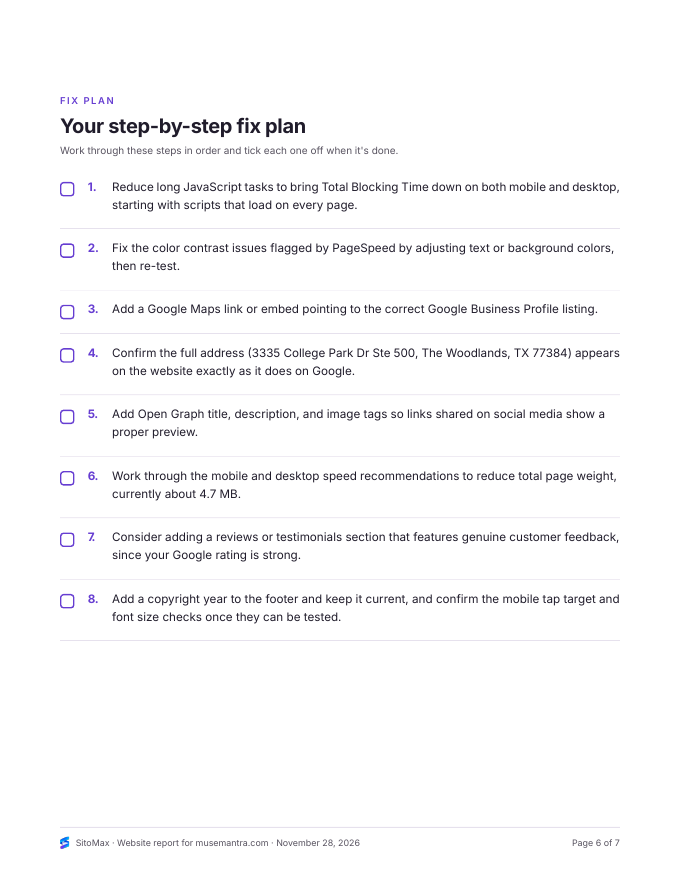 FIX PLAN
Your step-by-step fix plan
Work through these steps in order and tick each one off when it's done.
1. Reduce long JavaScript tasks to bring Total Blocking Time down on both mobile and desktop,
starting with scripts that load on every page.
2. Fix the color contrast issues flagged by PageSpeed by adjusting text or background colors,
then re-test.
3. Add a Google Maps link or embed pointing to the correct Google Business Profile listing.
4. Confirm the full address (3335 College Park Dr Ste 500, The Woodlands, TX 77384) appears
on the website exactly as it does on Google.
5. Add Open Graph title, description, and image tags so links shared on social media show a
proper preview.
6. Work through the mobile and desktop speed recommendations to reduce total page weight,
currently about 4.7 MB.
7. Consider adding a reviews or testimonials section that features genuine customer feedback,
since your Google rating is strong.
8. Add a copyright year to the footer and keep it current, and confirm the mobile tap target and
font size checks once they can be tested.
SitoMax · Website report for musemantra.com · November 28, 2026
Page 6 of 7